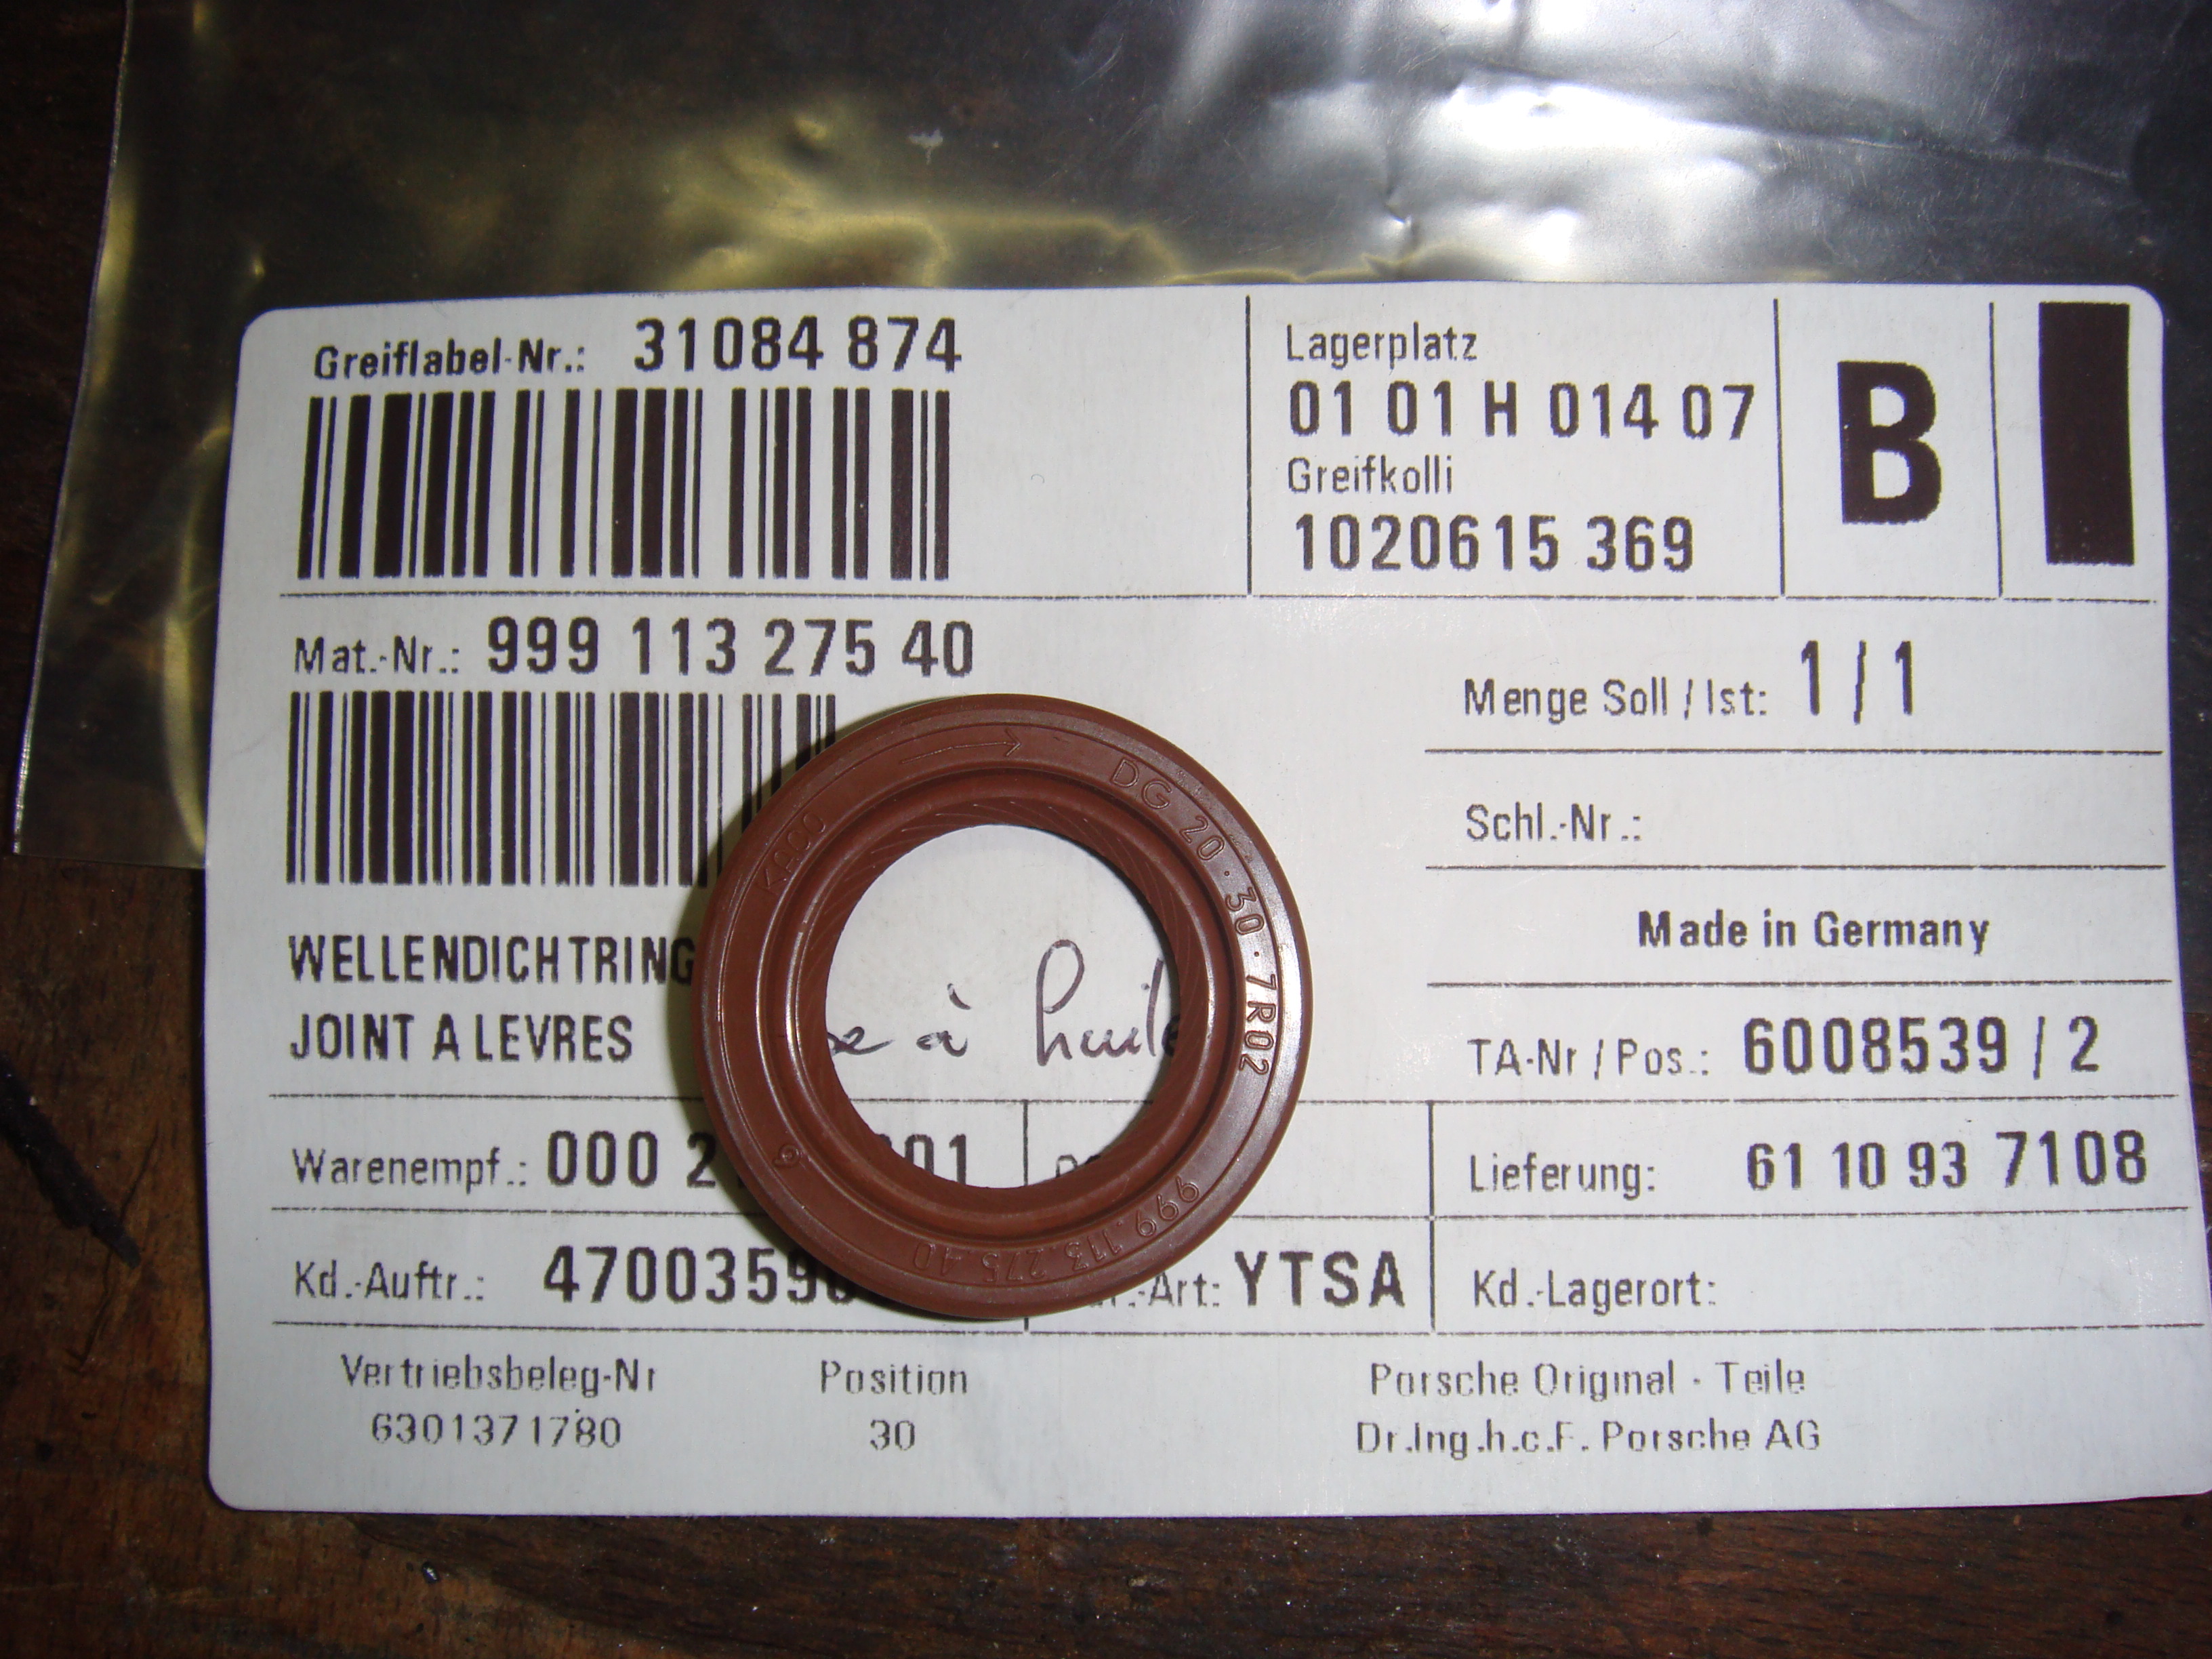 Greiflabel-Nr.: 31084 874
Lagerplatz
01 01 H 014 07
Greifkolli
1020615 369
B
Mat.-Nr.: 999 113 275 40
Menge Soll / Ist: 1 / 1
Schl.-Nr.:
Made in Germany
WELLENDICHTRING
JOINT A LEVRES
à huile
TA-Nr / Pos.: 6008539 / 2
Warenempf.: 000
Lieferung: 61 10 93 7108
Kd.-Auftr.:
Art: YTSA
Kd.-Lagerort:
Vertriebsbeleg-Nr
6301371780
Position
30
Porsche Original - Teile
Dr.Ing.h.c.F. Porsche AG
KACO
DG 20·30·7R02
999.113.275.40